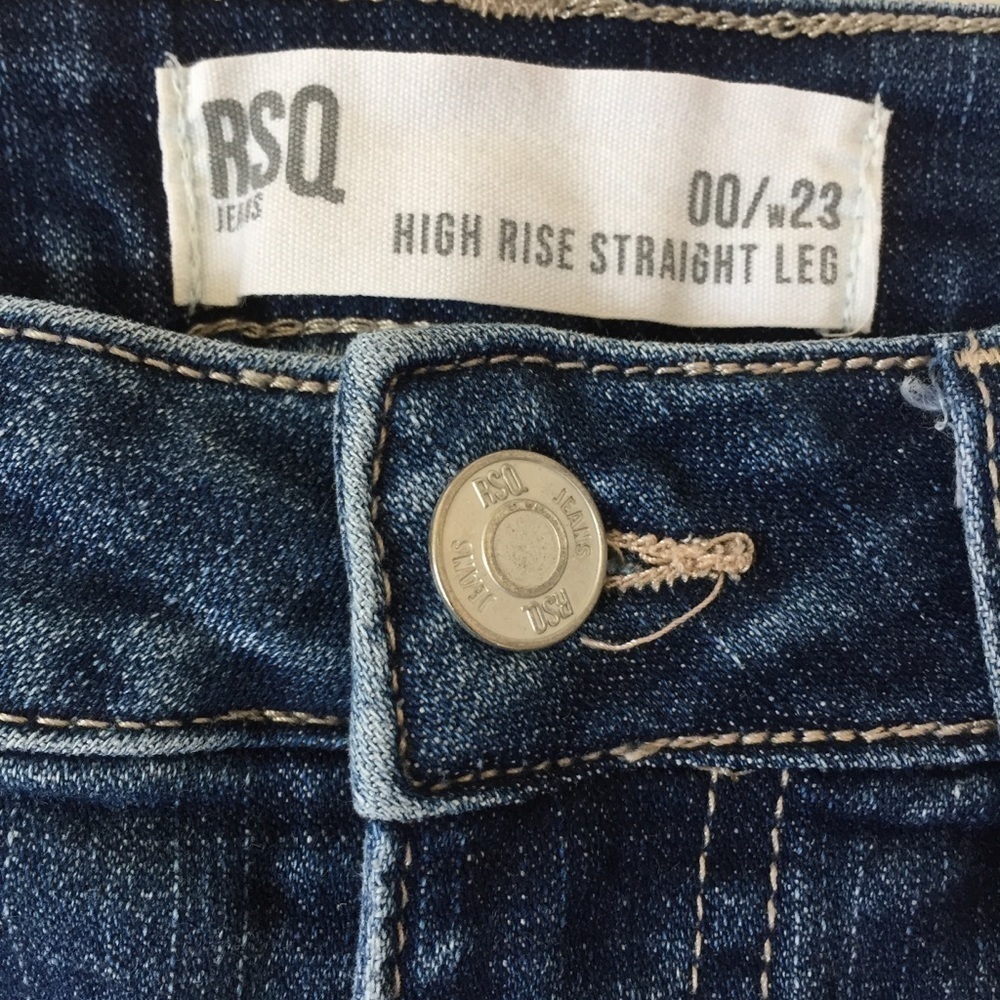 RSQ
JEANS
00/W23
HIGH RISE STRAIGHT LEG
RSQ JEANS
RSQ JEANS